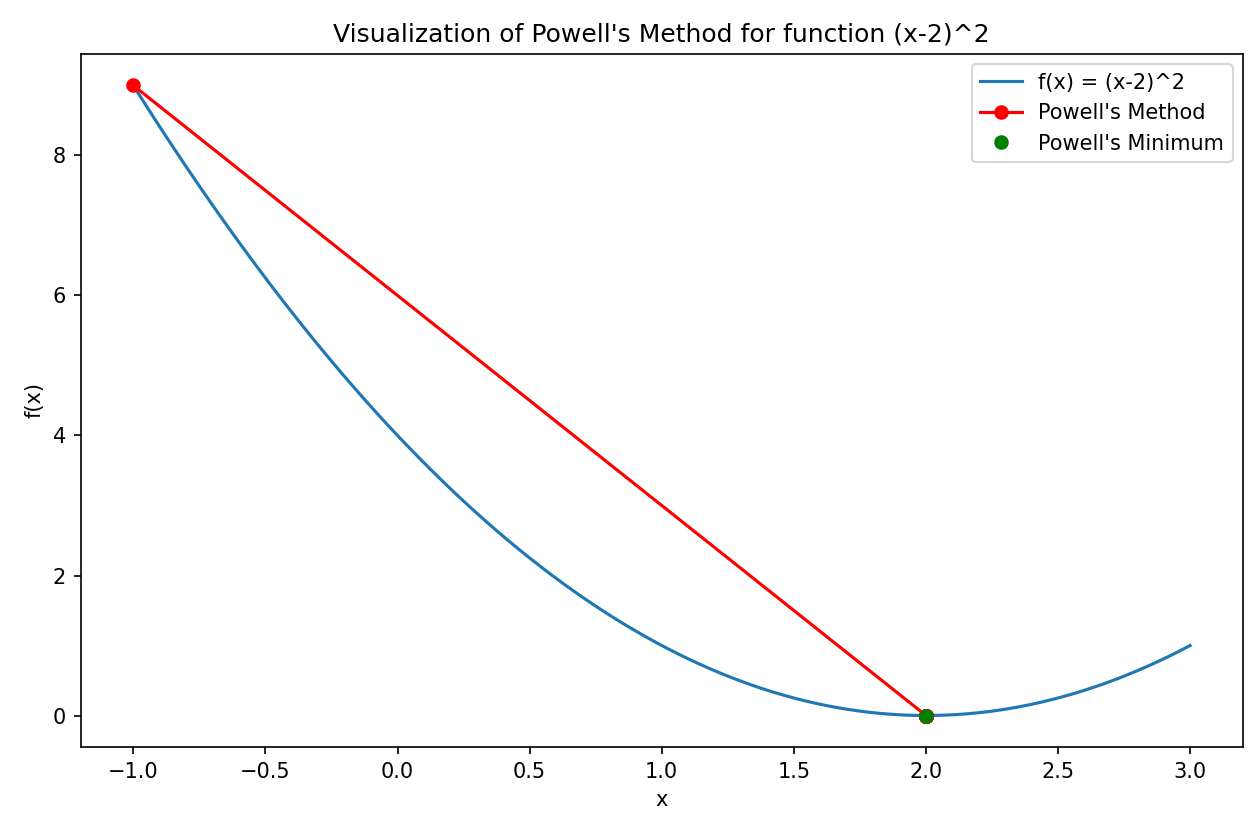 Visualization of Powell's Method for function (x-2)^2
f(x) = (x-2)^2
Powell's Method
Powell's Minimum
f(x)
8
6
4
2
0
−1.0 −0.5 0.0 0.5 1.0 1.5 2.0 2.5 3.0
x